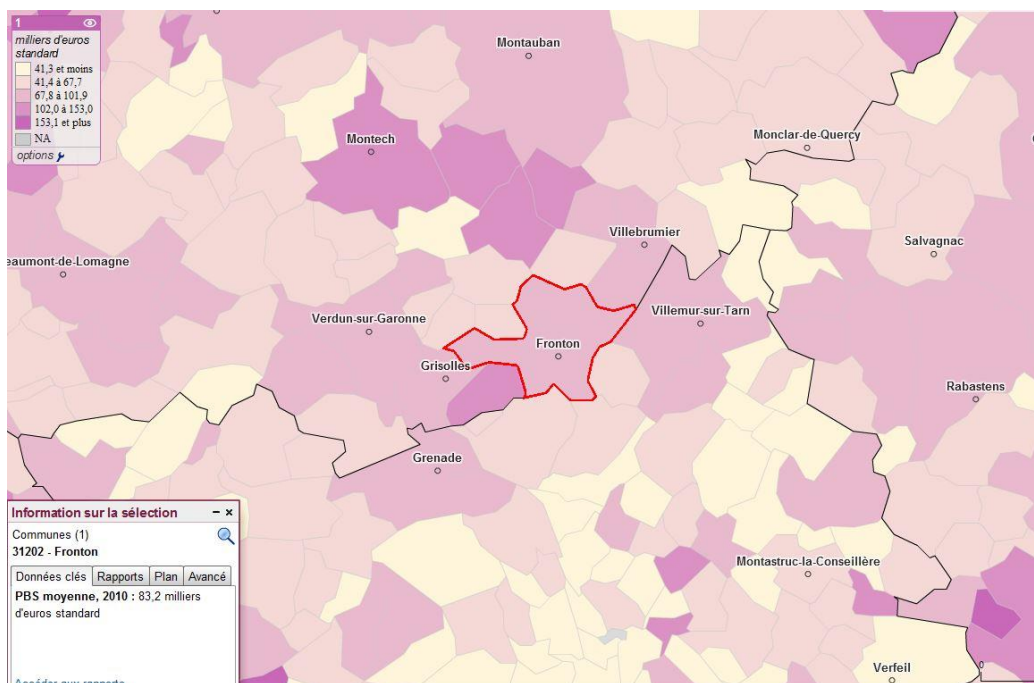 1
milliers d'euros
standard
41,3 et moins
41,4 à 67,7
67,8 à 101,9
102,0 à 153,0
153,1 et plus
NA
options
Montauban
Montech
Monclar-de-Quercy
Villebrumier
Salvagnac
eaumont-de-Lomagne
Verdun-sur-Garonne
Villemur-sur-Tarn
Fronton
Grisolles
Rabastens
Grenade
Montastruc-la-Conseillère
Verfeil
Information sur la sélection
Communes (1)
31202 - Fronton
Données clés Rapports Plan Avancé
PBS moyenne, 2010 : 83,2 milliers
d'euros standard